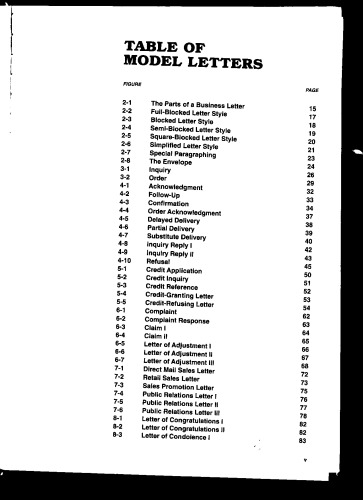 TABLE OF
MODEL LETTERS
FIGURE PAGE
2-1 The Parts of a Business Letter 15
2-2 Full-Blocked Letter Style 17
2-3 Blocked Letter Style 18
2-4 Semi-Blocked Letter Style 19
2-5 Square-Blocked Letter Style 20
2-6 Simplified Letter Style 21
2-7 Special Paragraphing 23
2-8 The Envelope 24
3-1 Inquiry 26
3-2 Order 29
4-1 Acknowledgment 32
4-2 Follow-Up 33
4-3 Confirmation 34
4-4 Order Acknowledgment 37
4-5 Delayed Delivery 38
4-6 Partial Delivery 39
4-7 Substitute Delivery 40
4-8 Inquiry Reply I 42
4-9 Inquiry Reply II 43
4-10 Refusal 45
5-1 Credit Application 50
5-2 Credit Inquiry 51
5-3 Credit Reference 52
5-4 Credit-Granting Letter 53
5-5 Credit-Refusing Letter 54
6-1 Complaint 62
6-2 Complaint Response 63
6-3 Claim I 64
6-4 Claim II 65
6-5 Letter of Adjustment I 66
6-6 Letter of Adjustment II 67
6-7 Letter of Adjustment III 68
7-1 Direct Mail Sales Letter 72
7-2 Retail Sales Letter 73
7-3 Sales Promotion Letter 75
7-4 Public Relations Letter I 76
7-5 Public Relations Letter II 77
7-6 Public Relations Letter III 78
8-1 Letter of Congratulations I 82
8-2 Letter of Congratulations II 82
8-3 Letter of Condolence I 83
v